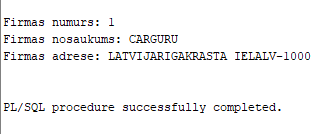 Firmas numurs: 1
Firmas nosaukums: CARGURU
Firmas adrese: LATVIJARIGAKRASTA IELALV-1000
PL/SQL procedure successfully completed.